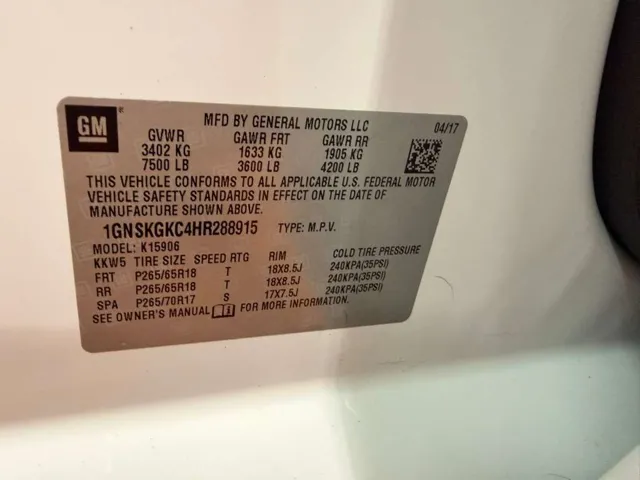 GM
MFD BY GENERAL MOTORS LLC 04/17
GVWR GAWR FRT GAWR RR
3402 KG 1633 KG 1905 KG
7500 LB 3600 LB 4200 LB
THIS VEHICLE CONFORMS TO ALL APPLICABLE U.S. FEDERAL MOTOR
VEHICLE SAFETY STANDARDS IN EFFECT ON THE DATE OF
MANUFACTURE SHOWN ABOVE.
1GNSKGKC4HR288915 TYPE: M.P.V.
MODEL: K15906
KKW5 TIRE SIZE SPEED RTG RIM COLD TIRE PRESSURE
FRT P265/65R18 T 18X8.5J 240KPA(35PSI)
RR P265/65R18 T 18X8.5J 240KPA(35PSI)
SPA P265/70R17 S 17X7.5J 240KPA(35PSI)
SEE OWNER'S MANUAL FOR MORE INFORMATION.